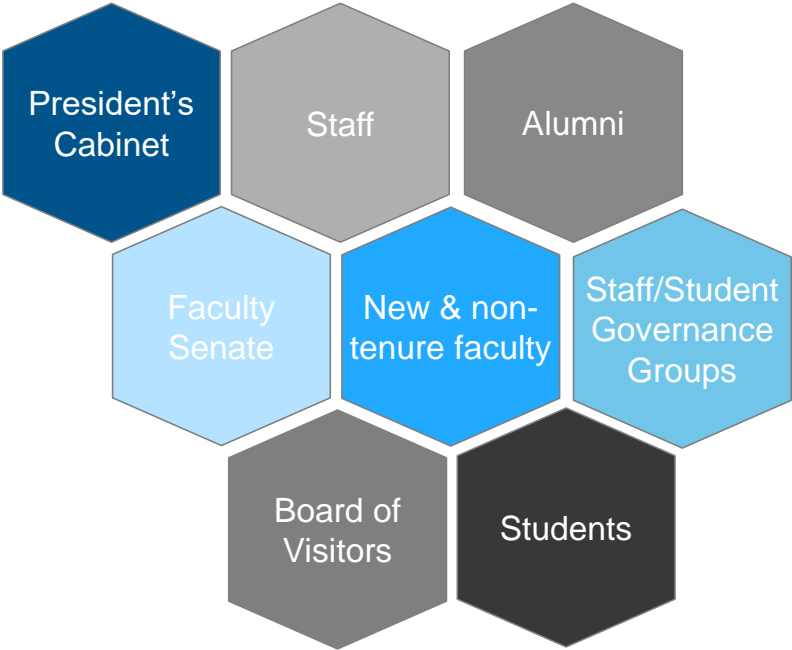 President's
Cabinet
Staff
Alumni
Faculty
Senate
New & non-
tenure faculty
Staff/Student
Governance
Groups
Board of
Visitors
Students